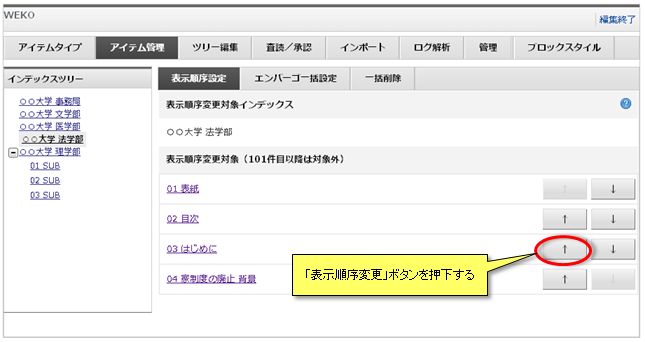 WEKO
編集終了
アイテムタイプ アイテム管理 ツリー編集 査読／承認 インポート ログ解析 管理 ブロックスタイル
インデックスツリー
○○大学 事務局
○○大学 文学部
○○大学 医学部
○○大学 法学部
○○大学 理学部
01 SUB
02 SUB
03 SUB
表示順序設定 エンバーゴ一括設定 一括削除
表示順序変更対象インデックス ?
○○大学 法学部
表示順序変更対象（101件目以降は対象外）
01 表紙 ↑ ↓
02 目次 ↑ ↓
03 はじめに ↑ ↓
「表示順序変更」ボタンを押下する
04 寮制度の廃止 背景 ↑ ↓